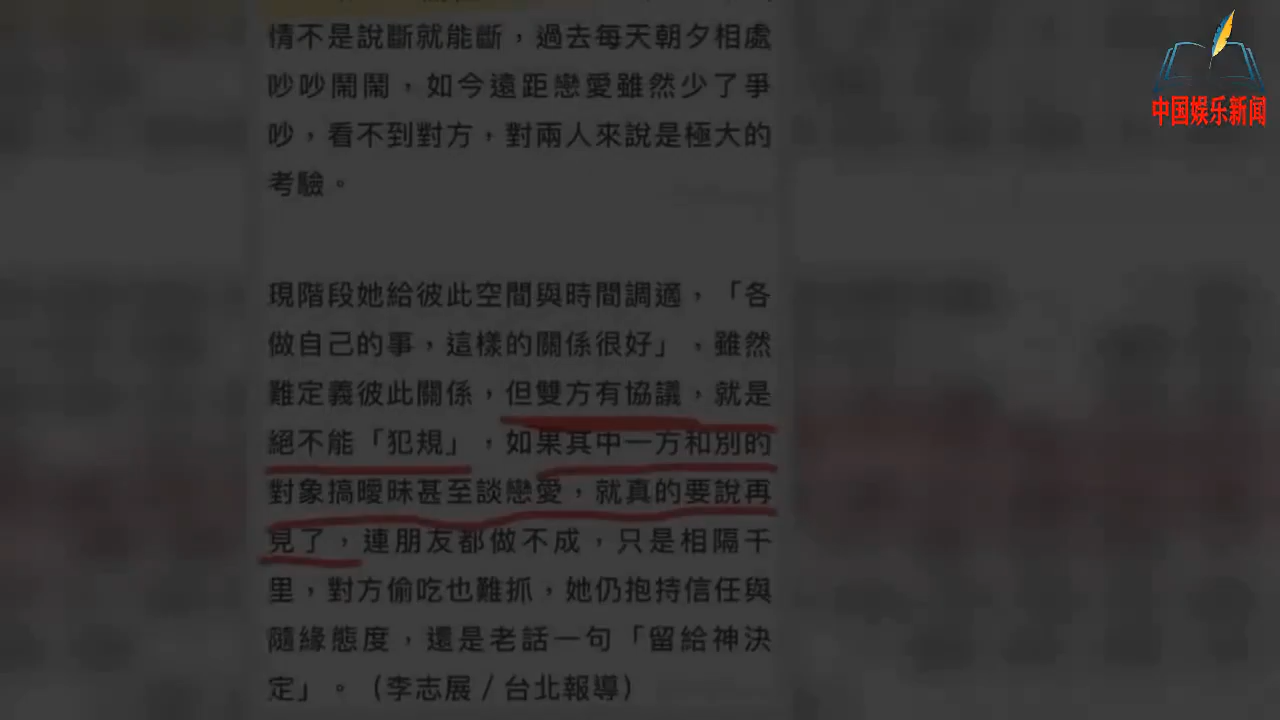 情不是說斷就能斷，過去每天朝夕相處
吵吵鬧鬧，如今遠距戀愛雖然少了爭
吵，看不到對方，對兩人來說是極大的
考驗。
現階段她給彼此空間與時間調適，「各
做自己的事，這樣的關係很好」，雖然
難定義彼此關係，但雙方有協議，就是
絕不能「犯規」，如果其中一方和別的
對象搞曖昧甚至談戀愛，就真的要說再
見了，連朋友都做不成，只是相隔千
里，對方偷吃也難抓，她仍抱持信任與
隨緣態度，還是老話一句「留給神決
定」。（李志展／台北報導）
中国娱乐新闻